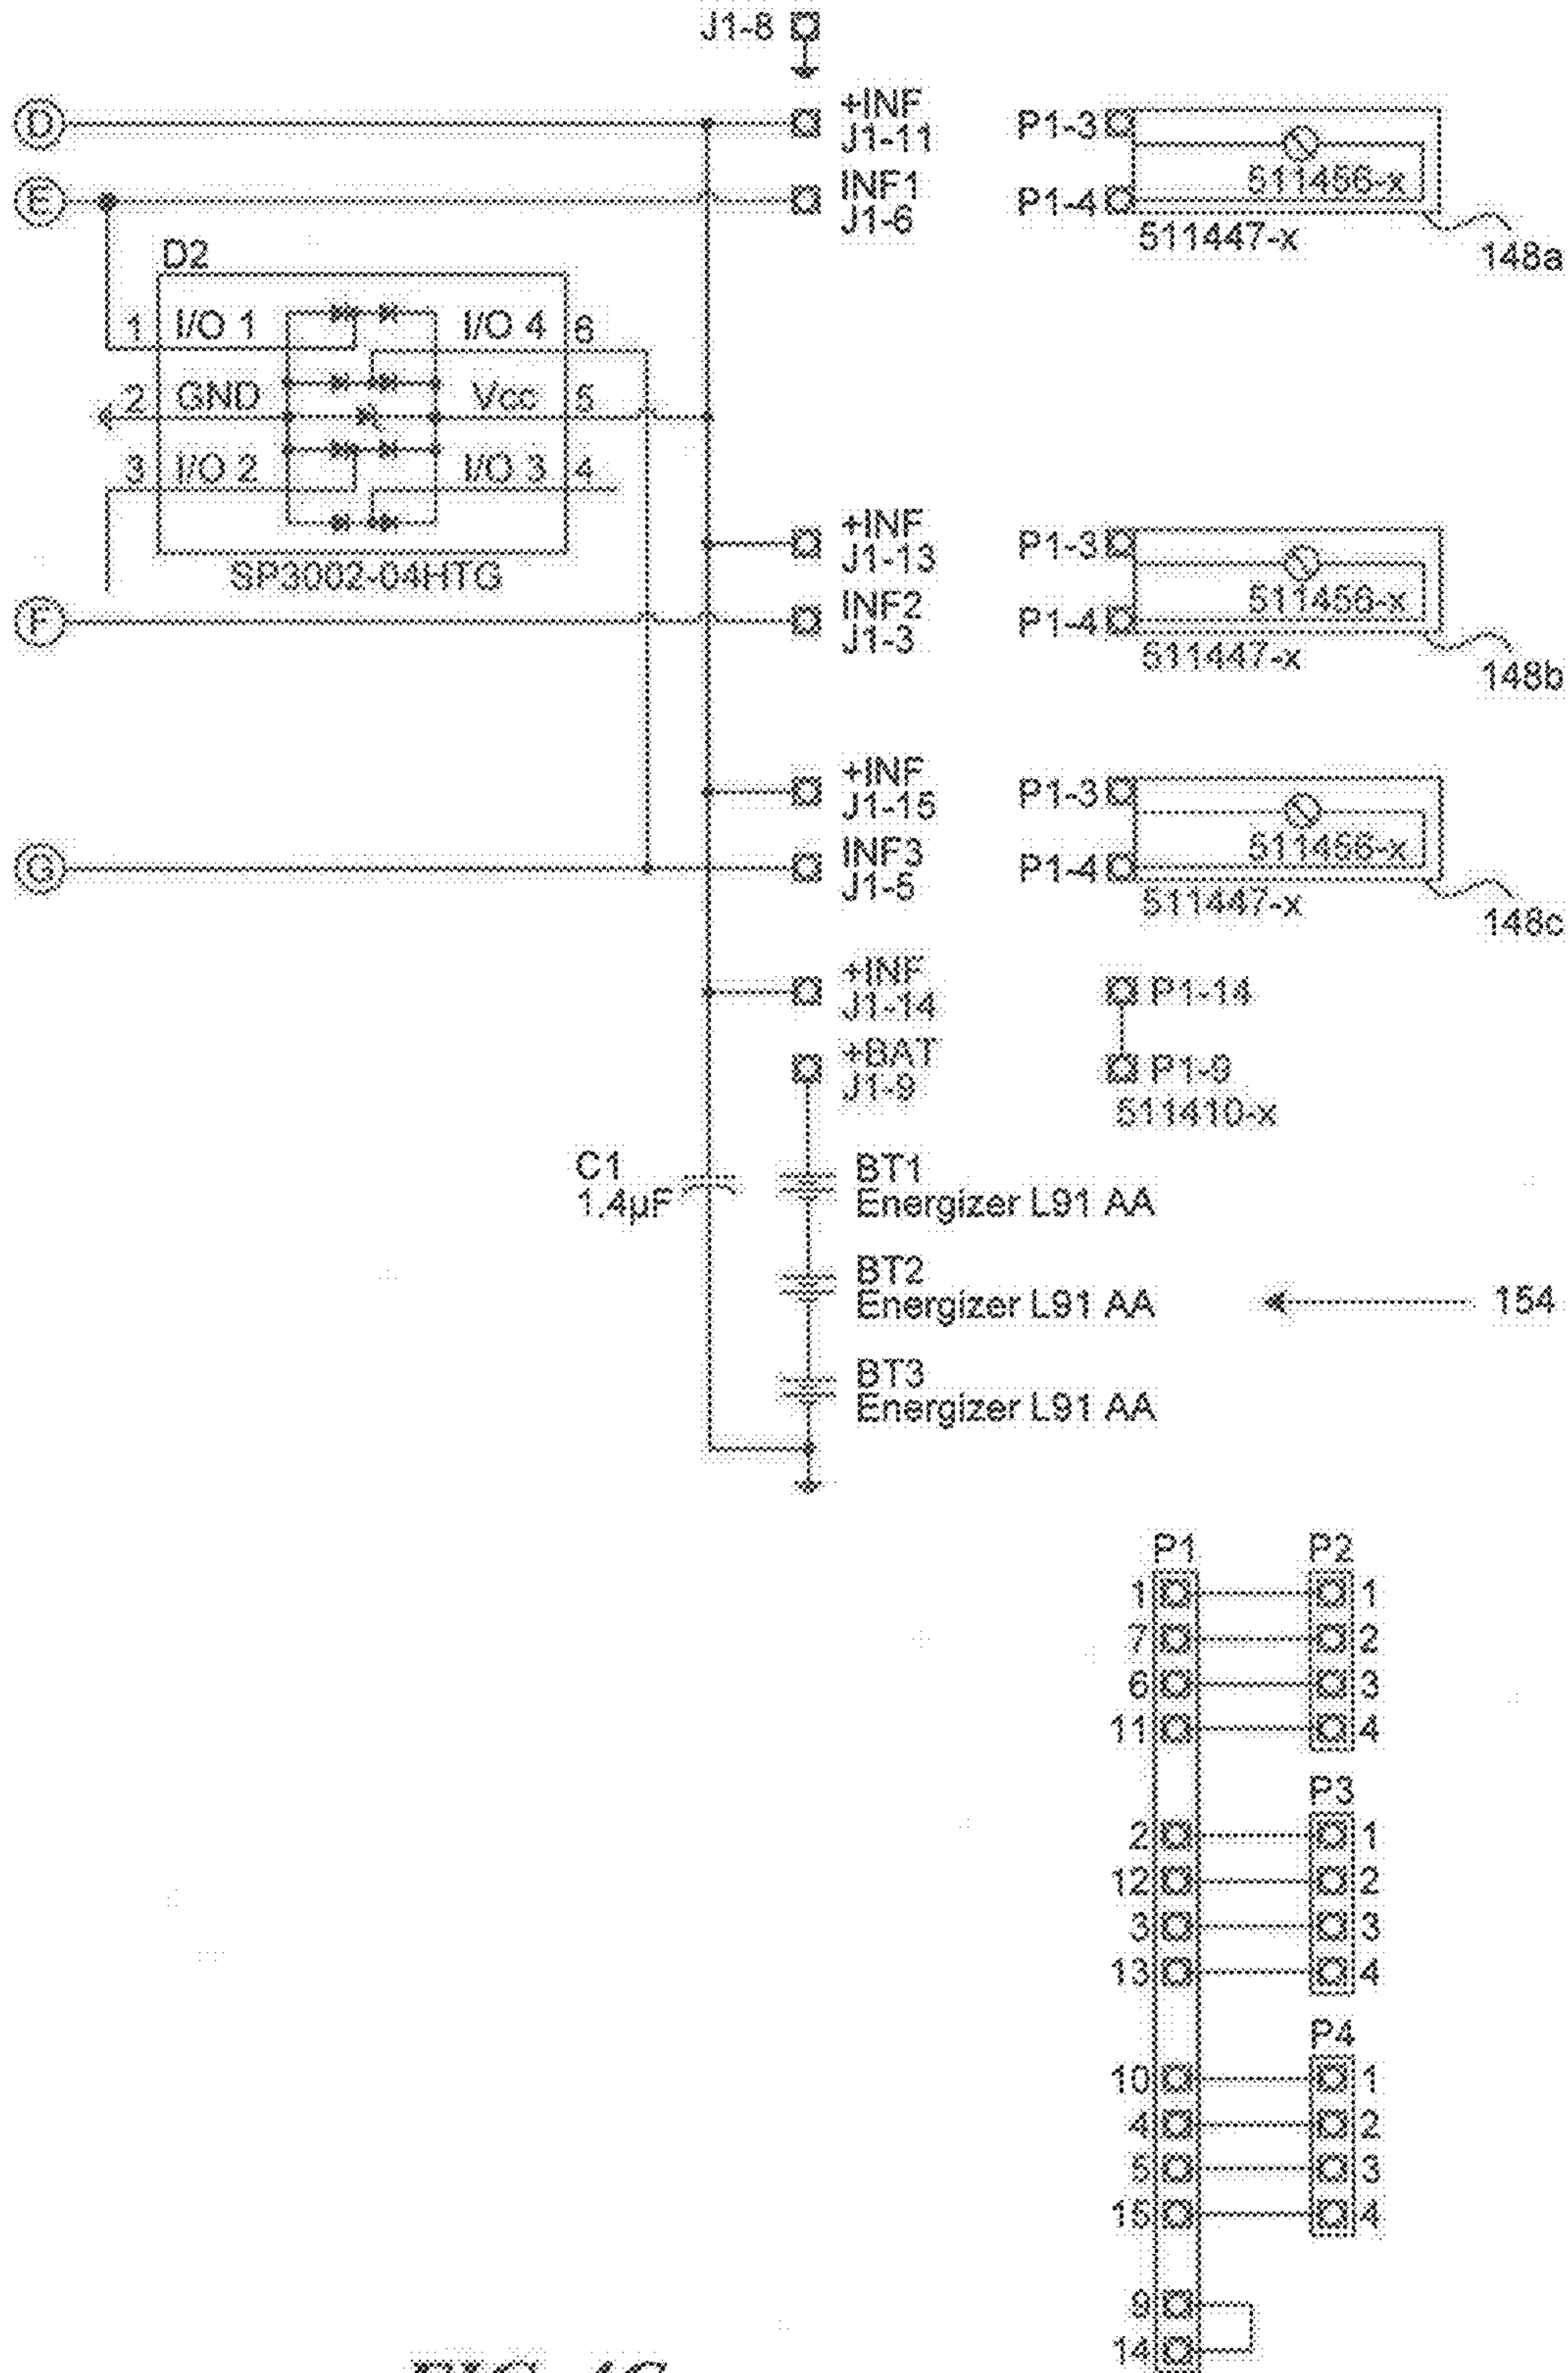 J1-8
D
+INF
J1-11
P1-3
511456-x
E
INF1
J1-6
P1-4
511447-x
148a
D2
1 I/O 1 I/O 4 6
2 GND Vcc 5
3 I/O 2 I/O 3 4
SP3002-04HTG
+INF
J1-13
P1-3
511456-x
F
INF2
J1-3
P1-4
511447-x
148b
+INF
J1-15
P1-3
511456-x
G
INF3
J1-5
P1-4
511447-x
148c
+INF
J1-14
P1-14
+BAT
J1-9
P1-9
511410-x
C1
1.4µF
BT1
Energizer L91 AA
BT2
Energizer L91 AA
154
BT3
Energizer L91 AA
P1 P2
1 1
7 2
6 3
11 4
P3
2 1
12 2
3 3
13 4
P4
10 1
4 2
5 3
15 4
9
14